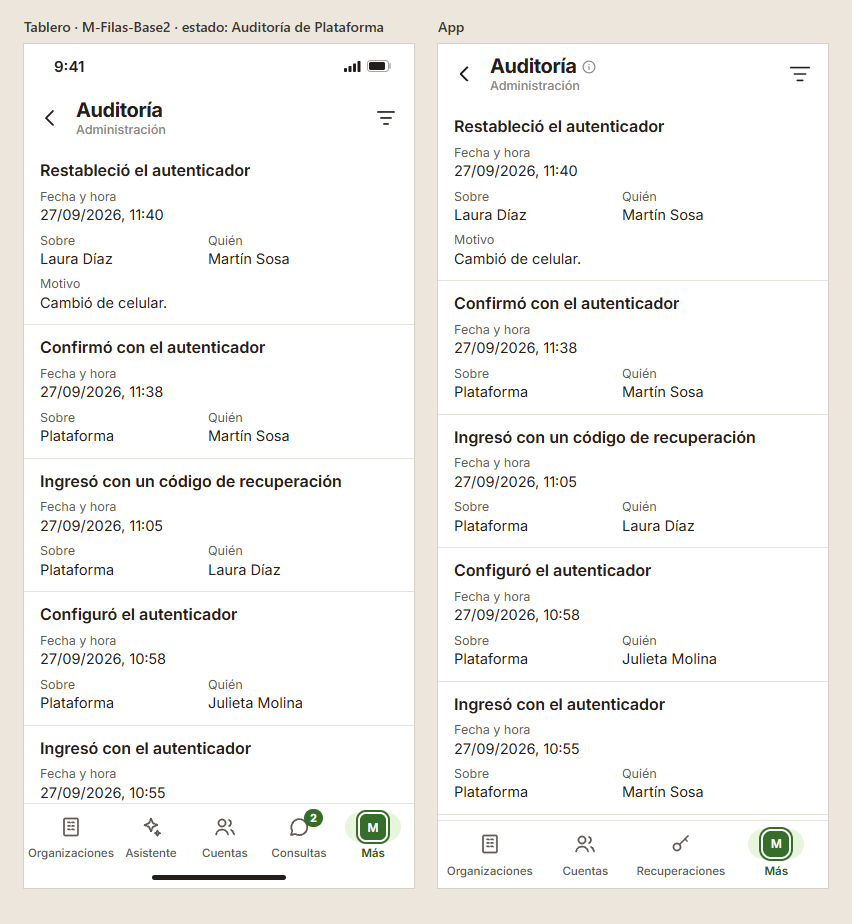 Tablero · M-Filas-Base2 · estado: Auditoría de Plataforma
9:41
Auditoría
Administración
Restableció el autenticador
Fecha y hora
27/09/2026, 11:40
Sobre Quién
Laura Díaz Martín Sosa
Motivo
Cambió de celular.
Confirmó con el autenticador
Fecha y hora
27/09/2026, 11:38
Sobre Quién
Plataforma Martín Sosa
Ingresó con un código de recuperación
Fecha y hora
27/09/2026, 11:05
Sobre Quién
Plataforma Laura Díaz
Configuró el autenticador
Fecha y hora
27/09/2026, 10:58
Sobre Quién
Plataforma Julieta Molina
Ingresó con el autenticador
Fecha y hora
27/09/2026, 10:55
2
M
Organizaciones Asistente Cuentas Consultas Más
App
Auditoría
Administración
Restableció el autenticador
Fecha y hora
27/09/2026, 11:40
Sobre Quién
Laura Díaz Martín Sosa
Motivo
Cambió de celular.
Confirmó con el autenticador
Fecha y hora
27/09/2026, 11:38
Sobre Quién
Plataforma Martín Sosa
Ingresó con un código de recuperación
Fecha y hora
27/09/2026, 11:05
Sobre Quién
Plataforma Laura Díaz
Configuró el autenticador
Fecha y hora
27/09/2026, 10:58
Sobre Quién
Plataforma Julieta Molina
Ingresó con el autenticador
Fecha y hora
27/09/2026, 10:55
Sobre Quién
Plataforma Martín Sosa
M
Organizaciones Cuentas Recuperaciones Más